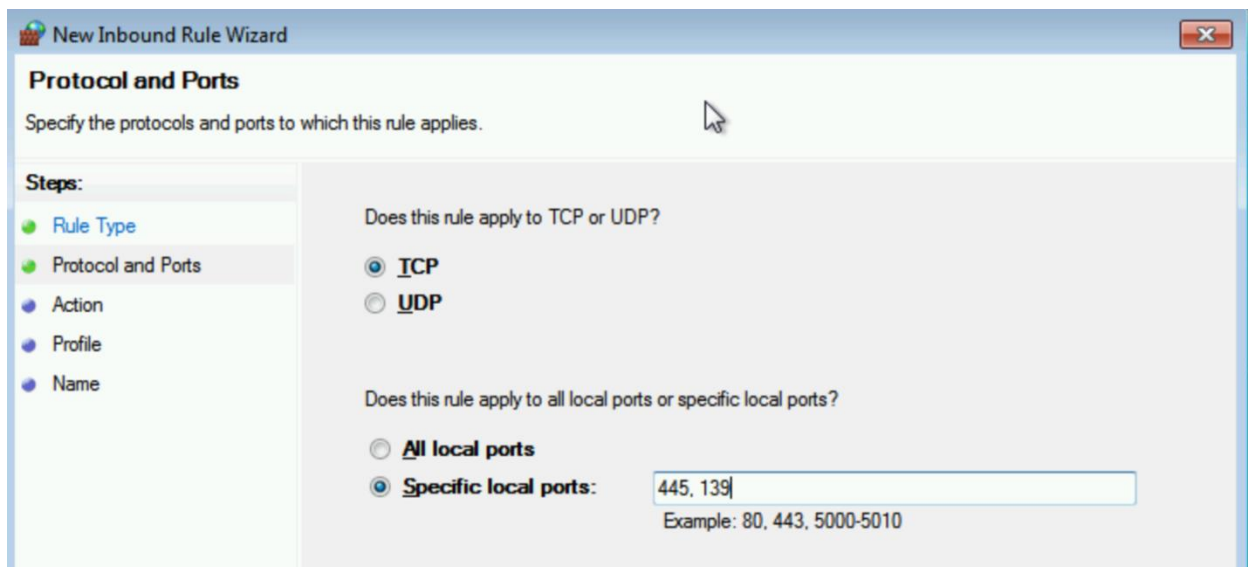 New Inbound Rule Wizard
Protocol and Ports
Specify the protocols and ports to which this rule applies.
Steps:
Rule Type
Protocol and Ports
Action
Profile
Name
Does this rule apply to TCP or UDP?
TCP
UDP
Does this rule apply to all local ports or specific local ports?
All local ports
Specific local ports: 445, 139
Example: 80, 443, 5000-5010